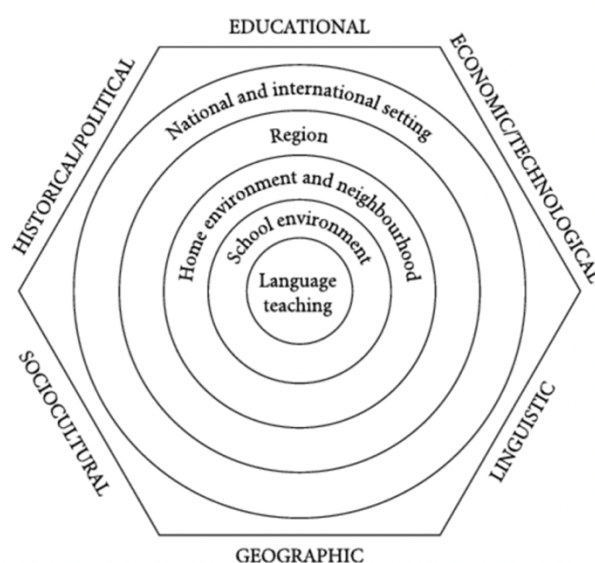 EDUCATIONAL
HISTORICAL/POLITICAL
ECONOMIC/TECHNOLOGICAL
National and international setting
Region
Home environment and neighbourhood
School environment
Language
teaching
SOCIOCULTURAL
LINGUISTIC
GEOGRAPHIC